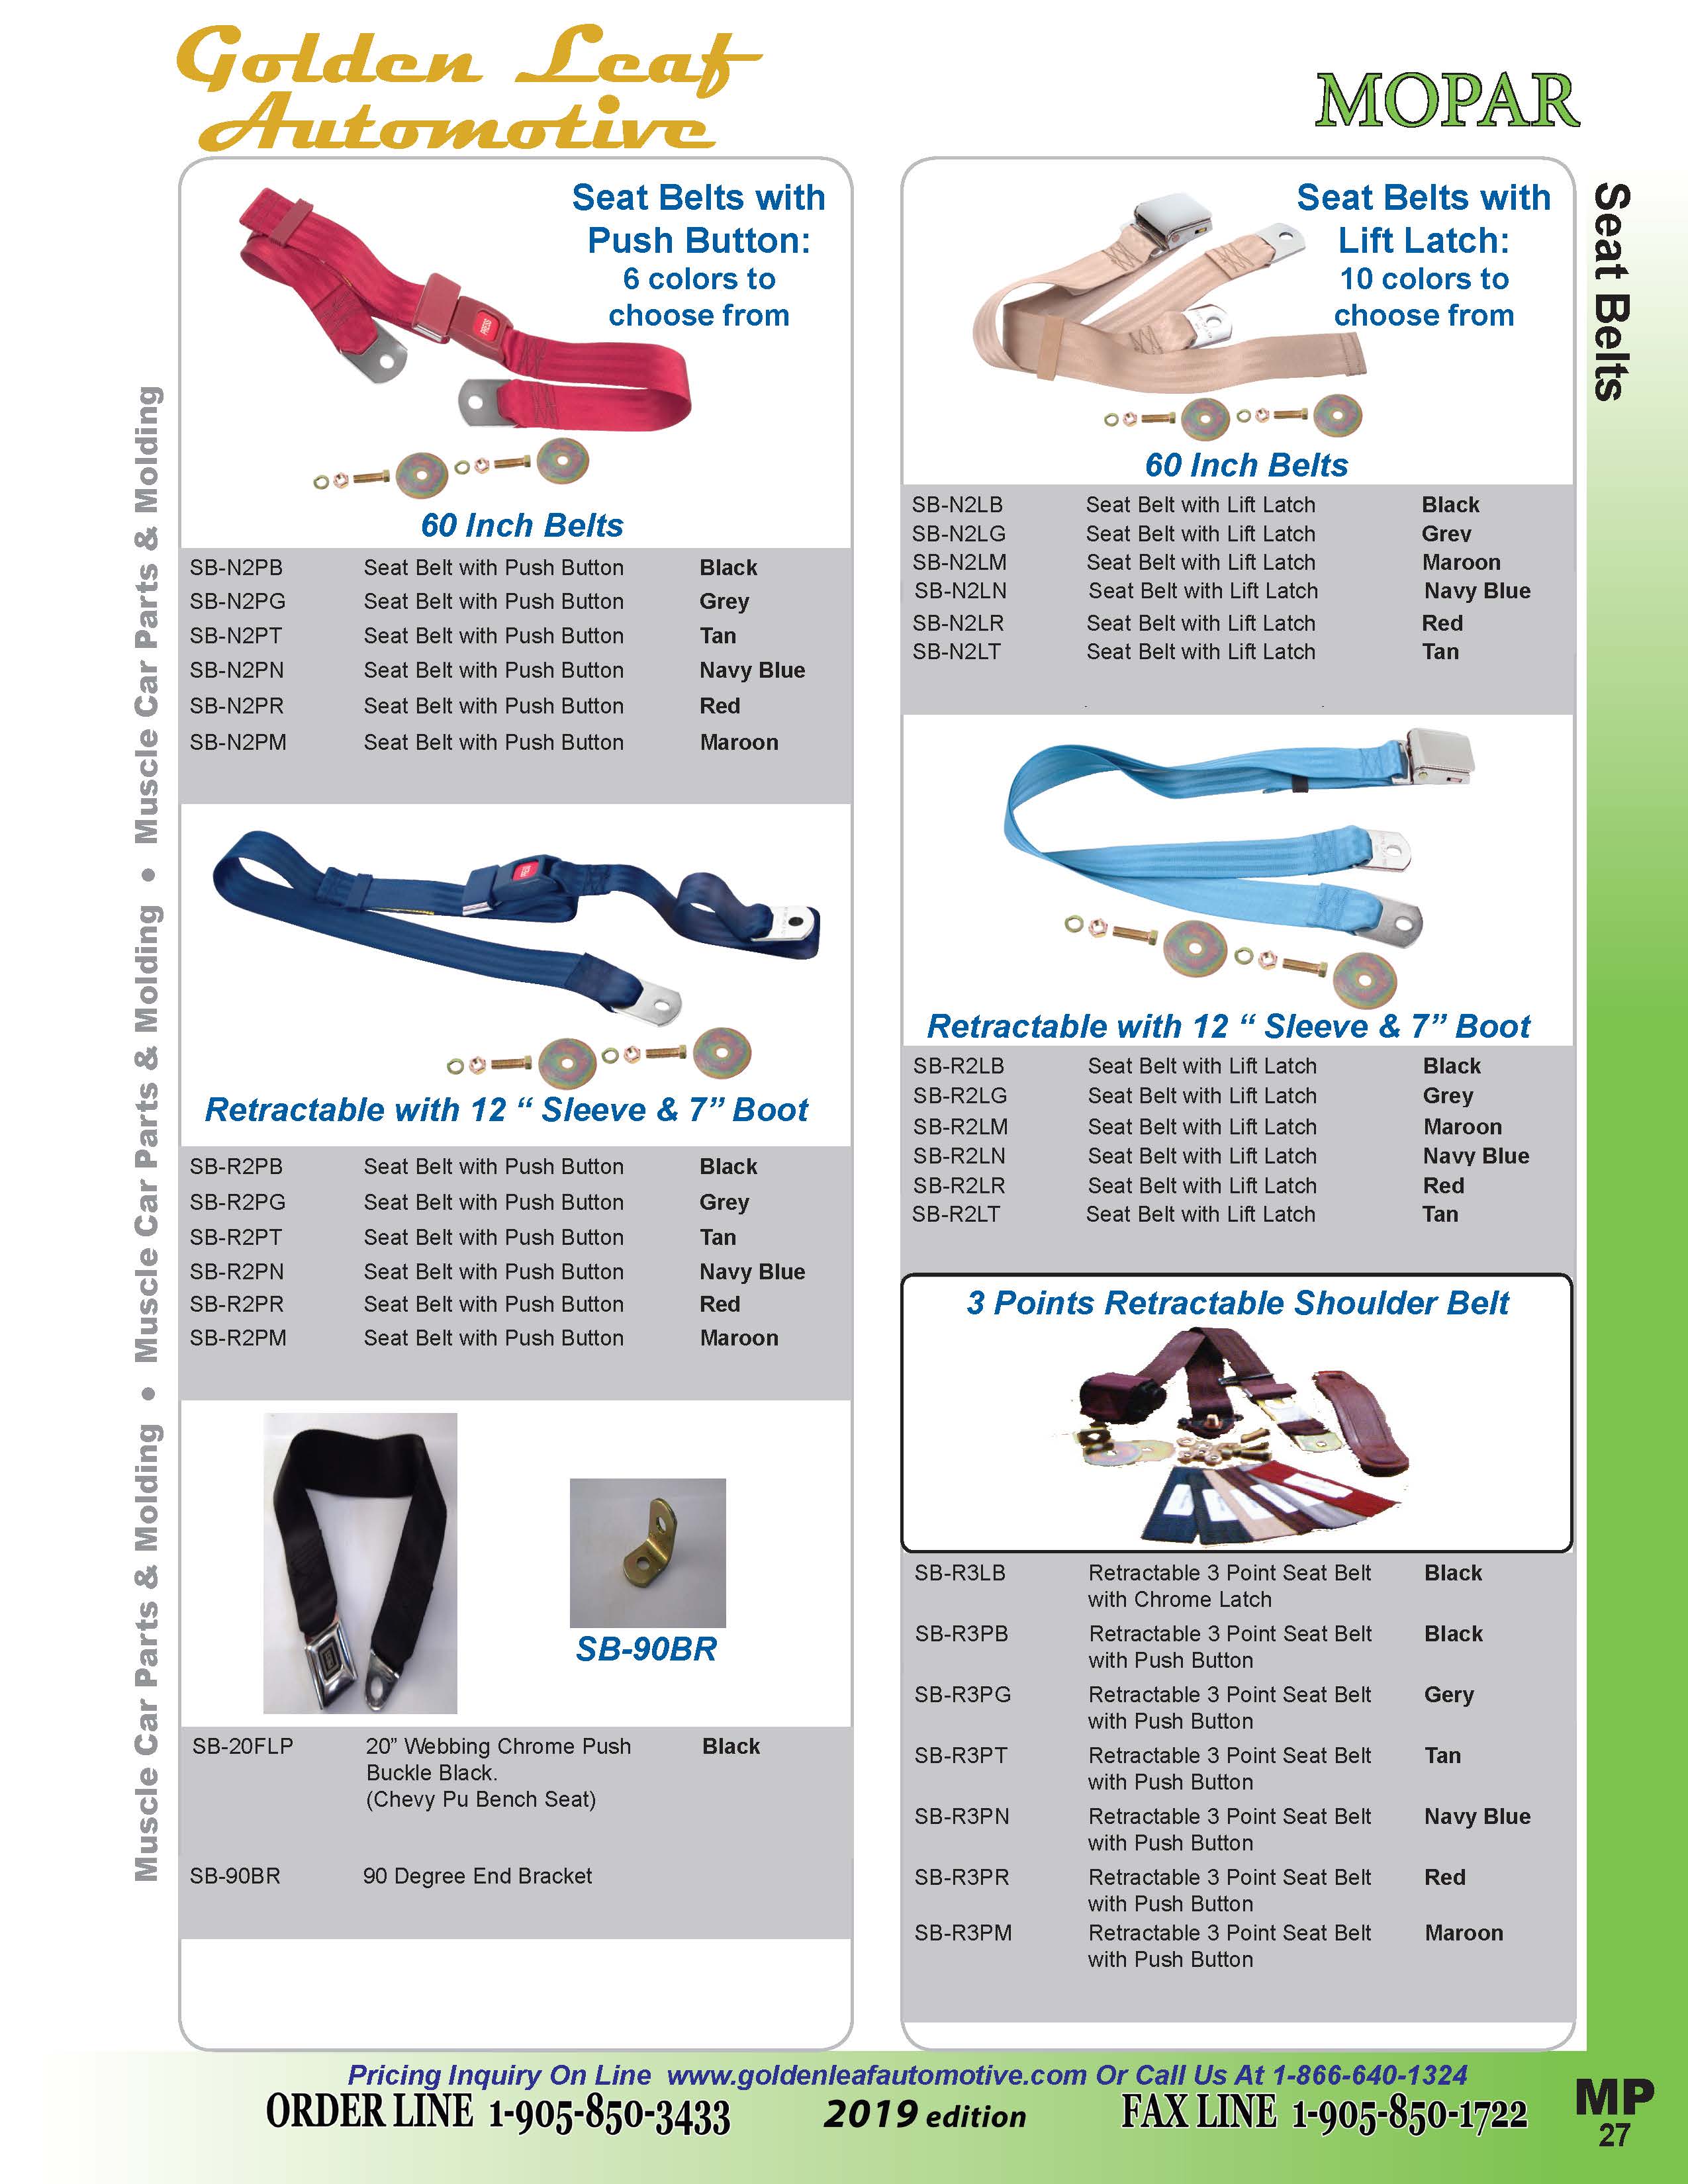 Golden Leaf
Automotive
MOPAR
Seat Belts
Muscle Car Parts & Molding • Muscle Car Parts & Molding • Muscle Car Parts & Molding
Seat Belts with
Push Button:
6 colors to
choose from
PRESS
60 Inch Belts
SB-N2PB Seat Belt with Push Button Black
SB-N2PG Seat Belt with Push Button Grey
SB-N2PT Seat Belt with Push Button Tan
SB-N2PN Seat Belt with Push Button Navy Blue
SB-N2PR Seat Belt with Push Button Red
SB-N2PM Seat Belt with Push Button Maroon
Retractable with 12 “ Sleeve & 7” Boot
SB-R2PB Seat Belt with Push Button Black
SB-R2PG Seat Belt with Push Button Grey
SB-R2PT Seat Belt with Push Button Tan
SB-R2PN Seat Belt with Push Button Navy Blue
SB-R2PR Seat Belt with Push Button Red
SB-R2PM Seat Belt with Push Button Maroon
SB-90BR
SB-20FLP 20” Webbing Chrome Push Black
Buckle Black.
(Chevy Pu Bench Seat)
SB-90BR 90 Degree End Bracket
Seat Belts with
Lift Latch:
10 colors to
choose from
60 Inch Belts
SB-N2LB Seat Belt with Lift Latch Black
SB-N2LG Seat Belt with Lift Latch Grey
SB-N2LM Seat Belt with Lift Latch Maroon
SB-N2LN Seat Belt with Lift Latch Navy Blue
SB-N2LR Seat Belt with Lift Latch Red
SB-N2LT Seat Belt with Lift Latch Tan
Retractable with 12 “ Sleeve & 7” Boot
SB-R2LB Seat Belt with Lift Latch Black
SB-R2LG Seat Belt with Lift Latch Grey
SB-R2LM Seat Belt with Lift Latch Maroon
SB-R2LN Seat Belt with Lift Latch Navy Blue
SB-R2LR Seat Belt with Lift Latch Red
SB-R2LT Seat Belt with Lift Latch Tan
3 Points Retractable Shoulder Belt
SB-R3LB Retractable 3 Point Seat Belt Black
with Chrome Latch
SB-R3PB Retractable 3 Point Seat Belt Black
with Push Button
SB-R3PG Retractable 3 Point Seat Belt Gery
with Push Button
SB-R3PT Retractable 3 Point Seat Belt Tan
with Push Button
SB-R3PN Retractable 3 Point Seat Belt Navy Blue
with Push Button
SB-R3PR Retractable 3 Point Seat Belt Red
with Push Button
SB-R3PM Retractable 3 Point Seat Belt Maroon
with Push Button
Pricing Inquiry On Line www.goldenleafautomotive.com Or Call Us At 1-866-640-1324
ORDER LINE 1-905-850-3433 2019 edition FAX LINE 1-905-850-1722
MP
27